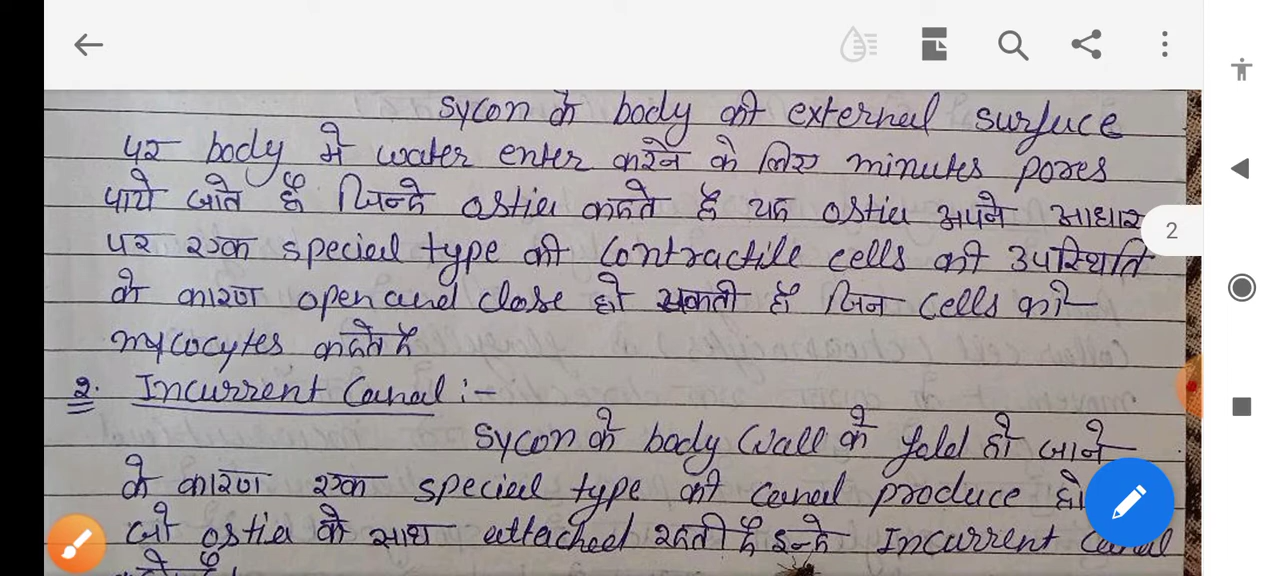 Sycon के body की external surface
पर body में water enter करने के लिए minutes pores
पाये जाते हैं जिन्हे ostia कहते हैं यह ostia अपने आधार
2
पर एक special type की contractile cells की उपस्थिति
के कारण open and close हो सकती हैं जिन cells को
mycocytes कहते है
2. Incurrent Canal :-
Sycon के body wall के fold हो जाने
के कारण एक special type की canal produce हो
जो ostia के साथ attached रहती है इन्हे Incurrent Canal